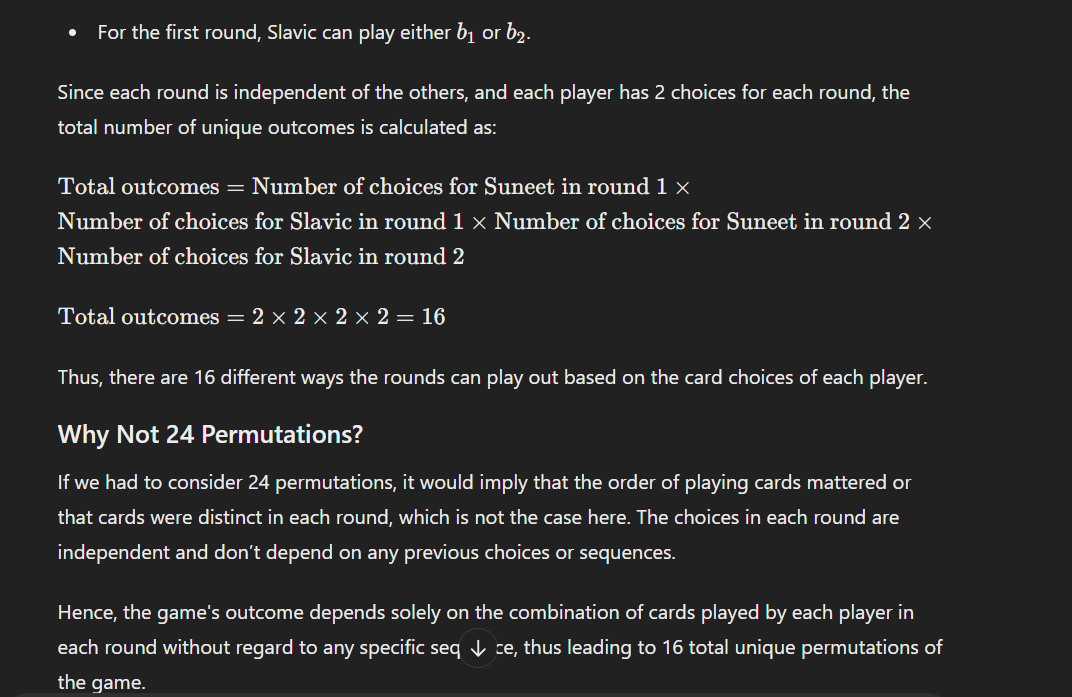 • For the first round, Slavic can play either b₁ or b₂.
Since each round is independent of the others, and each player has 2 choices for each round, the
total number of unique outcomes is calculated as:
Total outcomes = Number of choices for Suneet in round 1 ×
Number of choices for Slavic in round 1 × Number of choices for Suneet in round 2 ×
Number of choices for Slavic in round 2
Total outcomes = 2 × 2 × 2 × 2 = 16
Thus, there are 16 different ways the rounds can play out based on the card choices of each player.
Why Not 24 Permutations?
If we had to consider 24 permutations, it would imply that the order of playing cards mattered or
that cards were distinct in each round, which is not the case here. The choices in each round are
independent and don’t depend on any previous choices or sequences.
Hence, the game's outcome depends solely on the combination of cards played by each player in
each round without regard to any specific seq ce, thus leading to 16 total unique permutations of
the game.